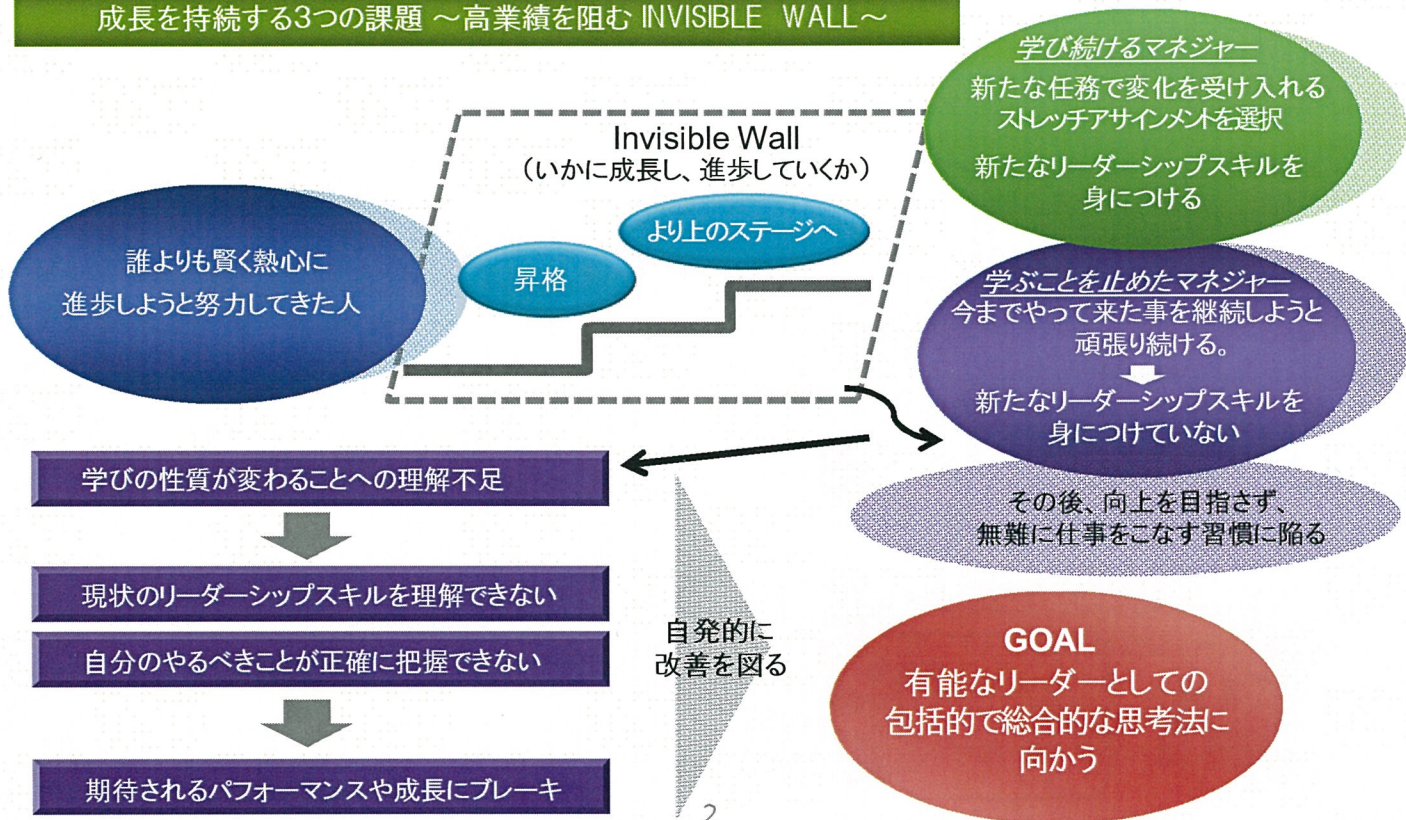 成長を持続する3つの課題 ～高業績を阻む INVISIBLE WALL～
学び続けるマネジャー
新たな任務で変化を受け入れる
ストレッチアサインメントを選択
新たなリーダーシップスキルを
身につける
Invisible Wall
（いかに成長し、進歩していくか）
より上のステージへ
昇格
誰よりも賢く熱心に
進歩しようと努力してきた人
学ぶことを止めたマネジャー
今までやって来た事を継続しようと
頑張り続ける。
新たなリーダーシップスキルを
身につけていない
その後、向上を目指さず、
無難に仕事をこなす習慣に陥る
学びの性質が変わることへの理解不足
現状のリーダーシップスキルを理解できない
自分のやるべきことが正確に把握できない
期待されるパフォーマンスや成長にブレーキ
自発的に
改善を図る
GOAL
有能なリーダーとしての
包括的で総合的な思考法に
向かう
2